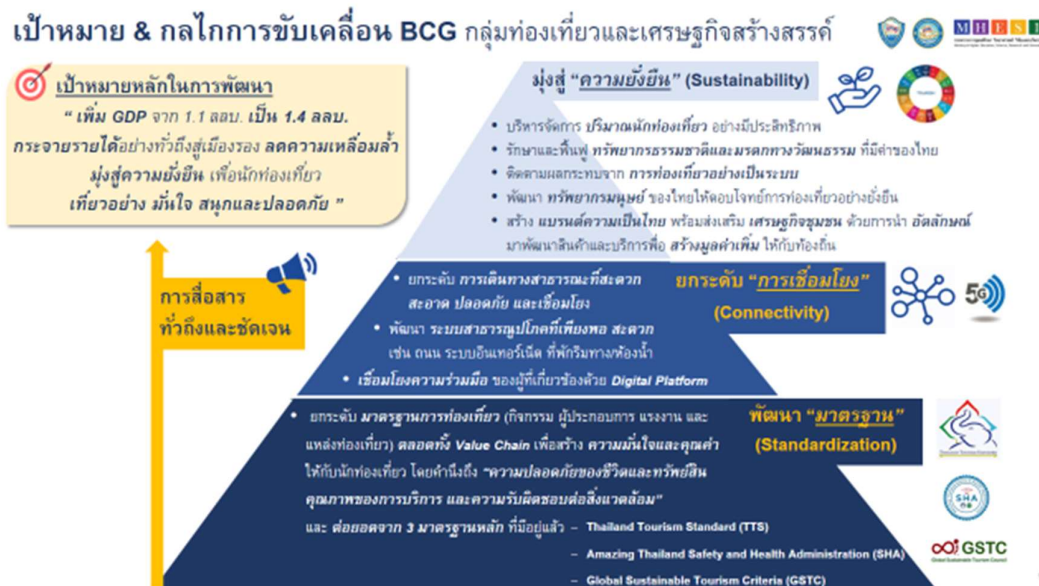 เป้าหมาย & กลไกการขับเคลื่อน BCG กลุ่มท่องเที่ยวและเศรษฐกิจสร้างสรรค์
MHESI
เป้าหมายหลักในการพัฒนา
“ เพิ่ม GDP จาก 1.1 ลลบ. เป็น 1.4 ลลบ.
กระจายรายได้อย่างทั่วถึงสู่เมืองรอง ลดความเหลื่อมล้ำ
มุ่งสู่ความยั่งยืน เพื่อนักท่องเที่ยว
เที่ยวอย่าง มั่นใจ สนุกและปลอดภัย ”
การสื่อสาร
ทั่วถึงและชัดเจน
มุ่งสู่ “ความยั่งยืน” (Sustainability)
• บริหารจัดการ ปริมาณนักท่องเที่ยว อย่างมีประสิทธิภาพ
• รักษาและฟื้นฟู ทรัพยากรธรรมชาติและมรดกทางวัฒนธรรม ที่มีค่าของไทย
• ติดตามผลกระทบจาก การท่องเที่ยวอย่างเป็นระบบ
• พัฒนา ทรัพยากรมนุษย์ ของไทยให้ตอบโจทย์การท่องเที่ยวอย่างยั่งยืน
• สร้าง แบรนด์ความเป็นไทย พร้อมส่งเสริม เศรษฐกิจชุมชน ด้วยการนำ อัตลักษณ์
มาพัฒนาสินค้าและบริการเพื่อ สร้างมูลค่าเพิ่ม ให้กับท้องถิ่น
ยกระดับ “การเชื่อมโยง”
(Connectivity)
5G
• ยกระดับ การเดินทางสาธารณะที่สะดวก
สะอาด ปลอดภัย และเชื่อมโยง
• พัฒนา ระบบสาธารณูปโภคที่เพียงพอ สะดวก
เช่น ถนน ระบบอินเทอร์เน็ต ที่พักริมทาง/ห้องน้ำ
• เชื่อมโยงความร่วมมือ ของผู้ที่เกี่ยวข้องด้วย Digital Platform
พัฒนา “มาตรฐาน”
(Standardization)
• ยกระดับ มาตรฐานการท่องเที่ยว (กิจกรรม ผู้ประกอบการ แรงงาน และ
แหล่งท่องเที่ยว) ตลอดทั้ง Value Chain เพื่อสร้าง ความมั่นใจและคุณค่า
ให้กับนักท่องเที่ยว โดยคำนึงถึง “ความปลอดภัยของชีวิตและทรัพย์สิน
คุณภาพของการบริการ และความรับผิดชอบต่อสิ่งแวดล้อม”
และ ต่อยอดจาก 3 มาตรฐานหลัก ที่มีอยู่แล้ว – Thailand Tourism Standard (TTS)
– Amazing Thailand Safety and Health Administration (SHA)
– Global Sustainable Tourism Criteria (GSTC)
SHA
GSTC
Global Sustainable Tourism Council